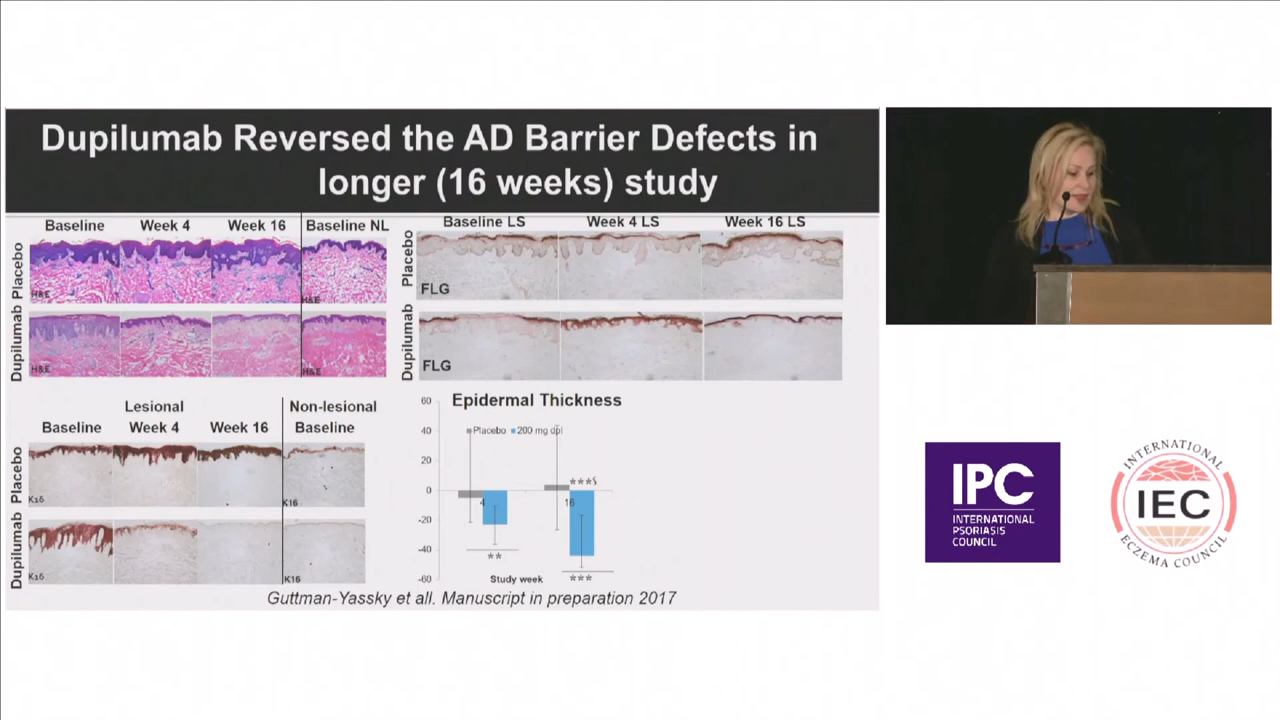 Dupilumab Reversed the AD Barrier Defects in
longer (16 weeks) study
Baseline Week 4 Week 16 Baseline NL
Placebo
H&E
H&E
Dupilumab
H&E
H&E
Baseline LS Week 4 LS Week 16 LS
Placebo
FLG
Dupilumab
FLG
Lesional Non-lesional
Baseline Week 4 Week 16 Baseline
Placebo
K16
K16
Dupilumab
K16
K16
Epidermal Thickness
Placebo 200 mg dpl
60
40
20
0
-20
-40
-60
4
16
***§
**
***
Study week
Guttman-Yassky et all. Manuscript in preparation 2017
IPC
INTERNATIONAL
PSORIASIS
COUNCIL
INTERNATIONAL
IEC
ECZEMA COUNCIL